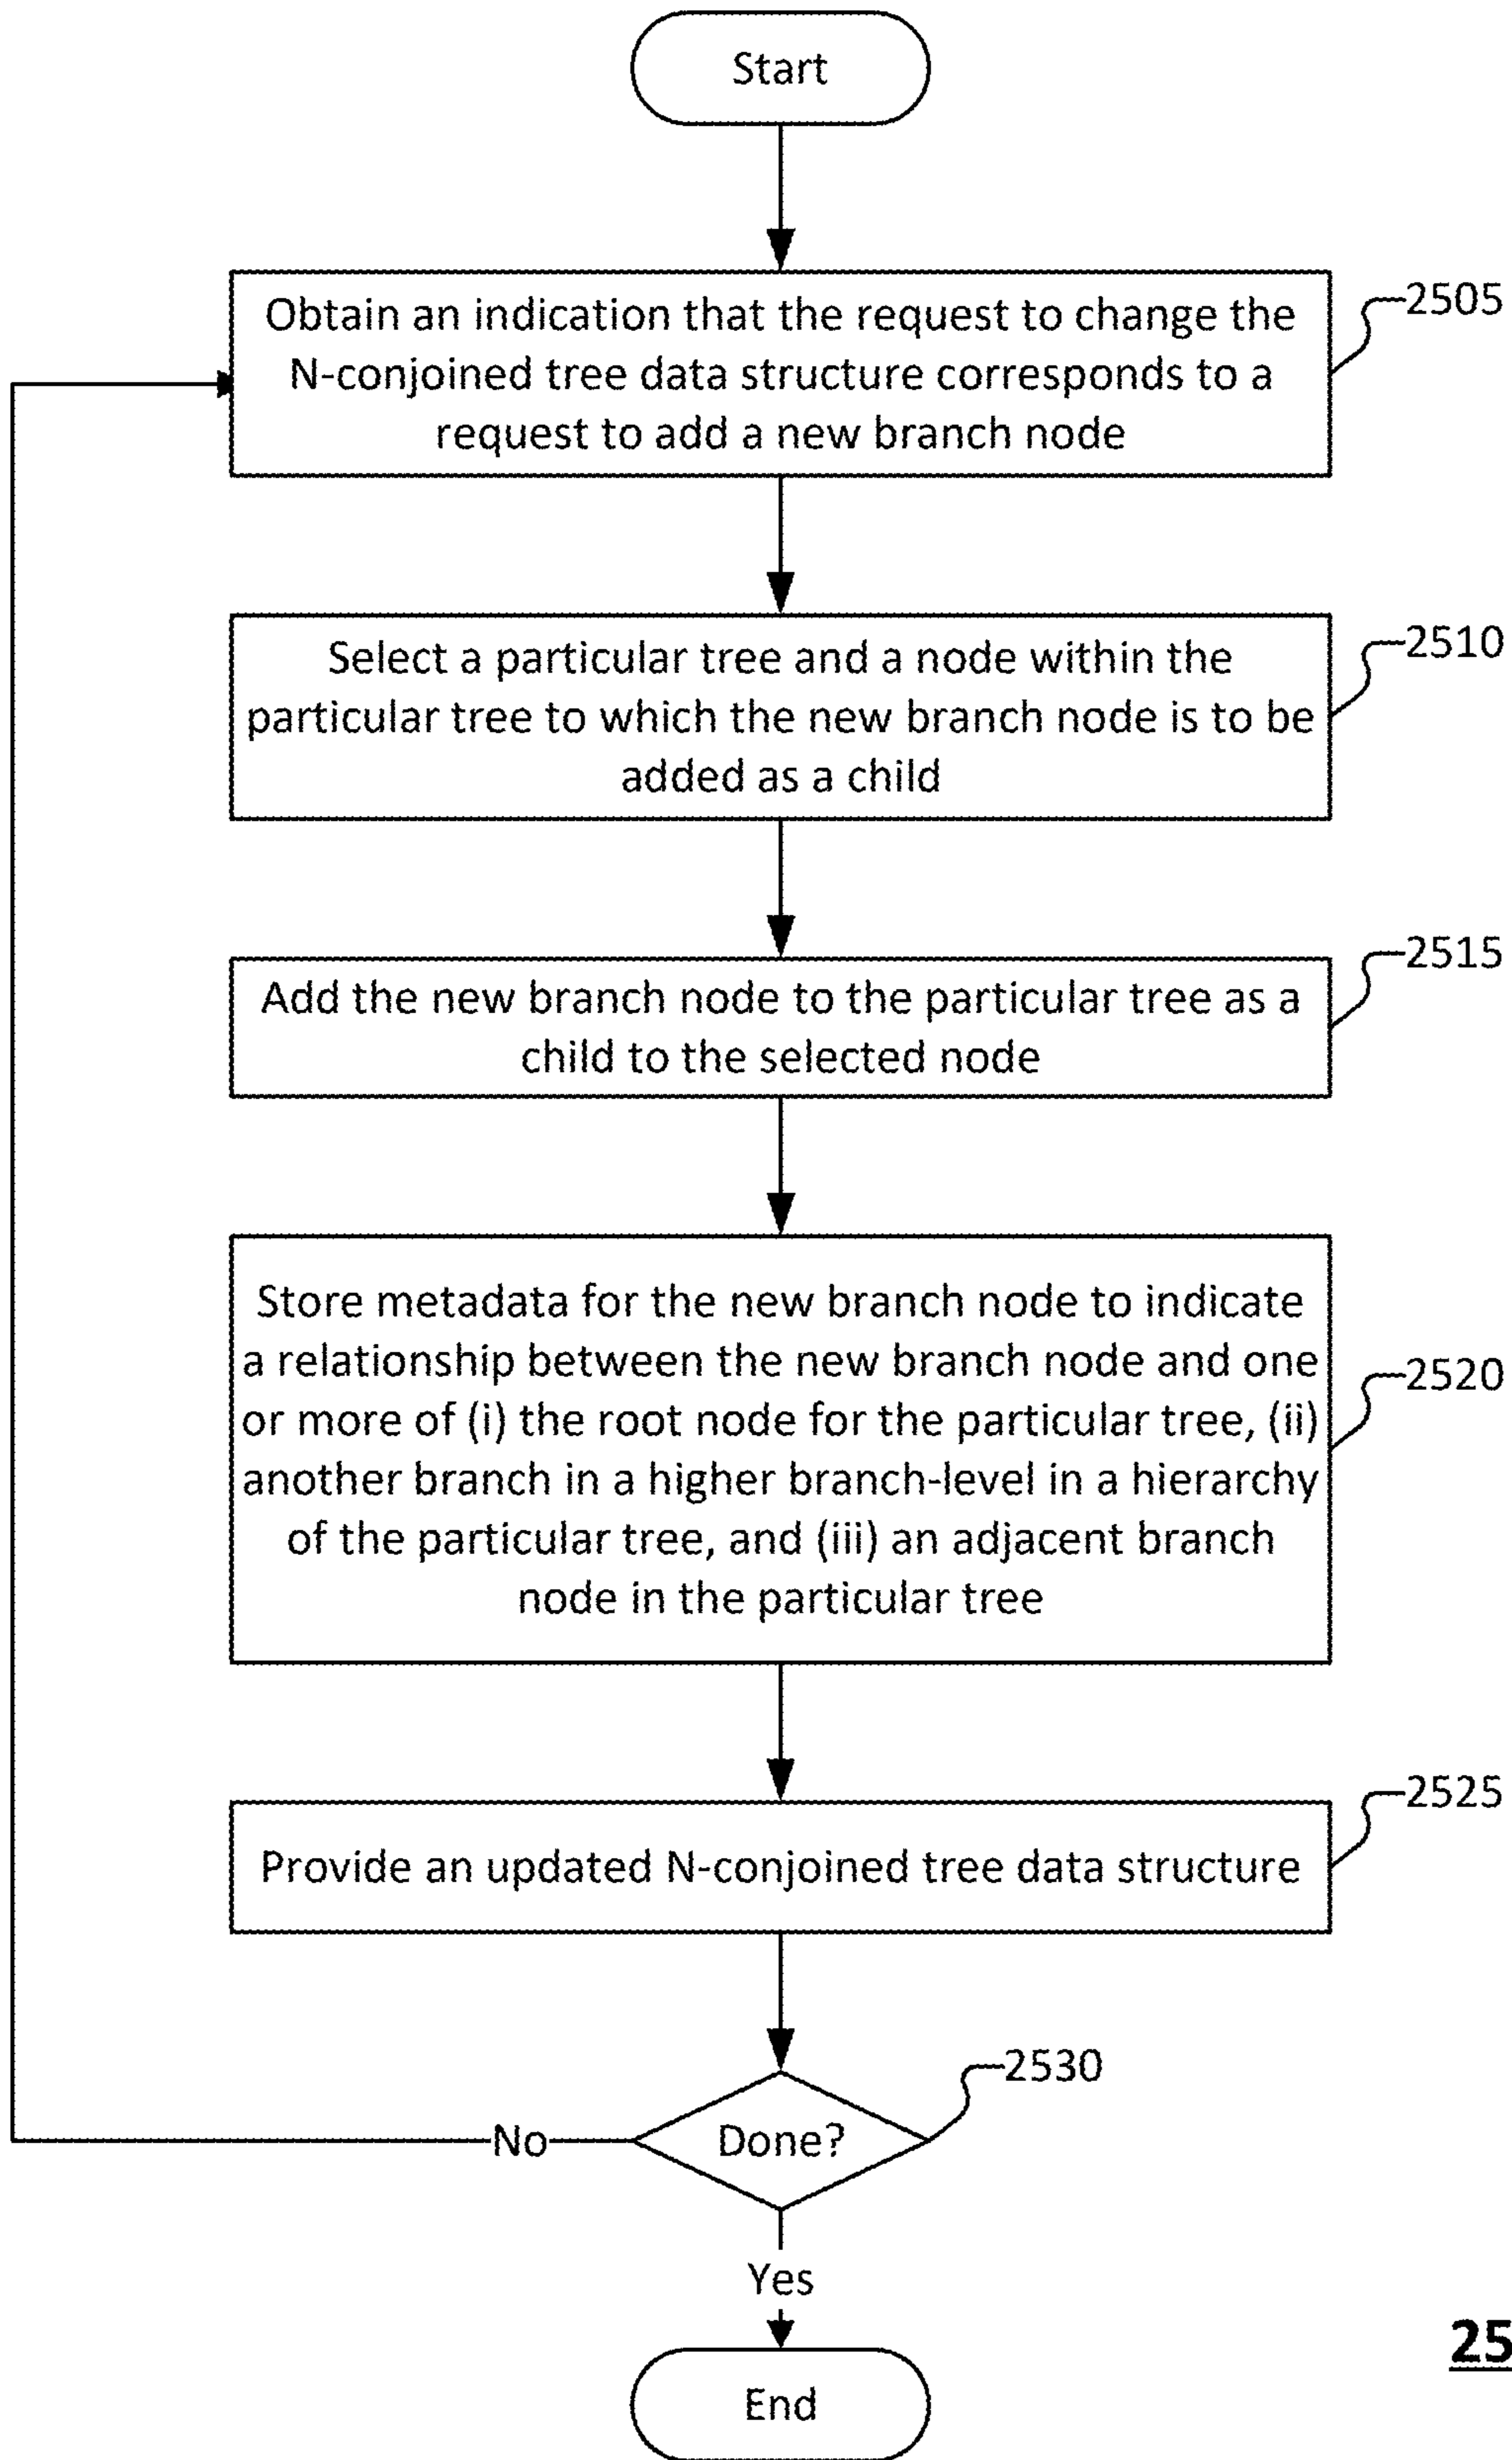 Start
Obtain an indication that the request to change the
N-conjoined tree data structure corresponds to a
request to add a new branch node
2505
Select a particular tree and a node within the
particular tree to which the new branch node is to be
added as a child
2510
Add the new branch node to the particular tree as a
child to the selected node
2515
Store metadata for the new branch node to indicate
a relationship between the new branch node and one
or more of (i) the root node for the particular tree, (ii)
another branch in a higher branch-level in a hierarchy
of the particular tree, and (iii) an adjacent branch
node in the particular tree
2520
Provide an updated N-conjoined tree data structure
2525
Done?
2530
No
Yes
End
25